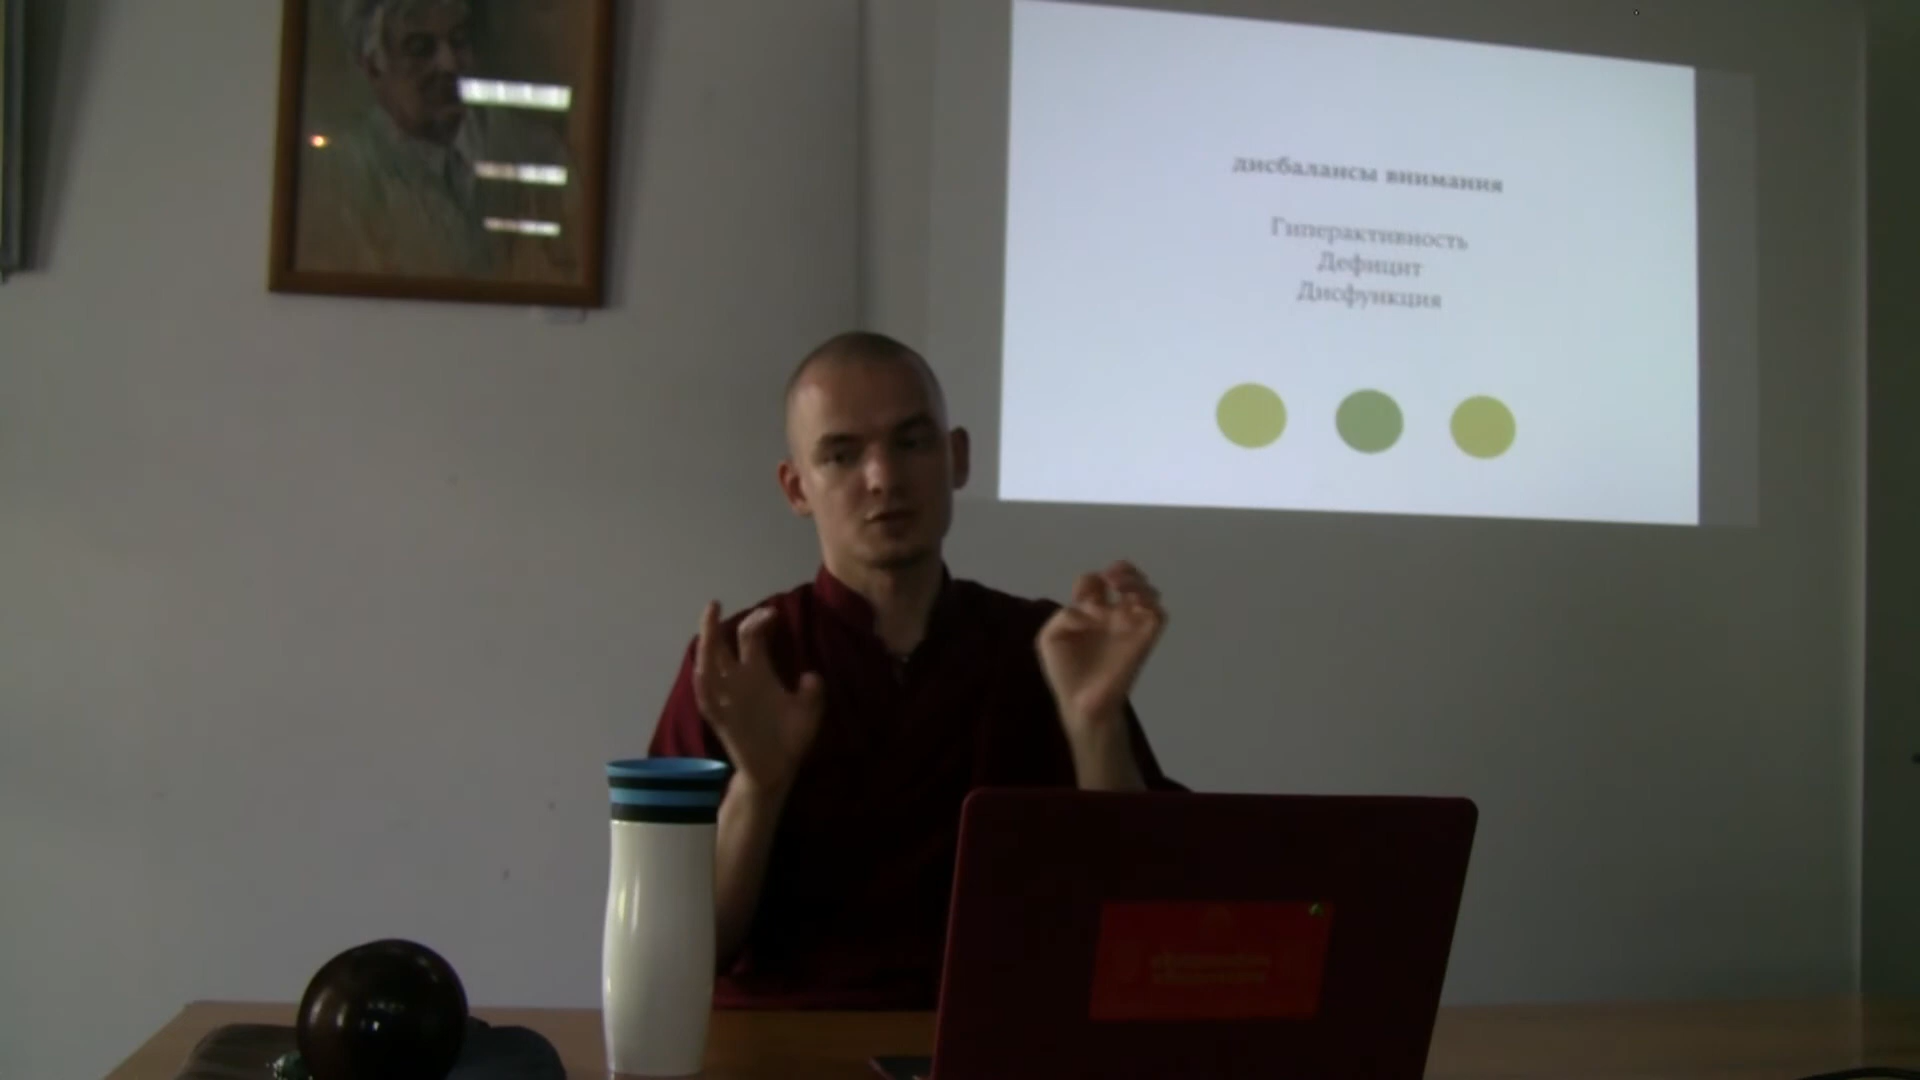 дисбалансы внимания
Гиперактивность
Дефицит
Дисфункция